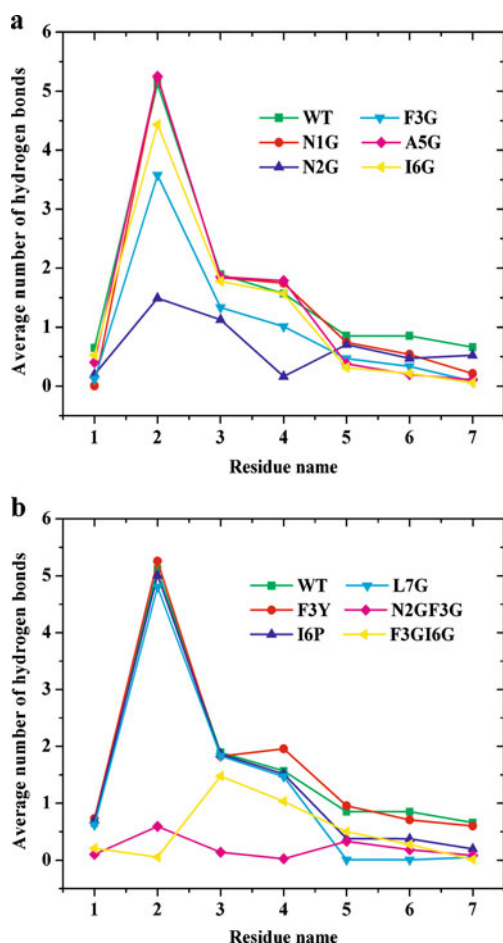 a
Average number of hydrogen bonds
6
5
4
3
2
1
0
WT F3G
N1G A5G
N2G I6G
1 2 3 4 5 6 7
Residue name
b
Average number of hydrogen bonds
6
5
4
3
2
1
0
WT L7G
F3Y N2GF3G
I6P F3GI6G
1 2 3 4 5 6 7
Residue name